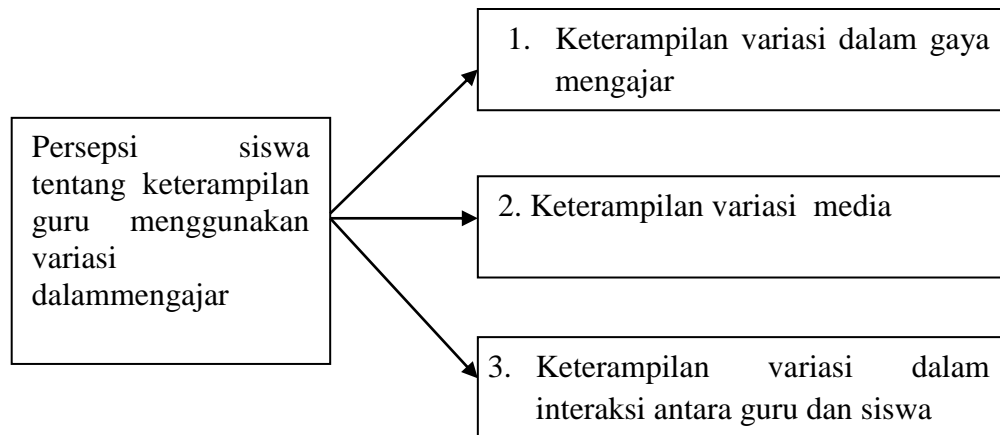 Persepsi siswa
tentang keterampilan
guru menggunakan
variasi
dalammengajar
1. Keterampilan variasi dalam gaya
mengajar
2. Keterampilan variasi media
3. Keterampilan variasi dalam
interaksi antara guru dan siswa